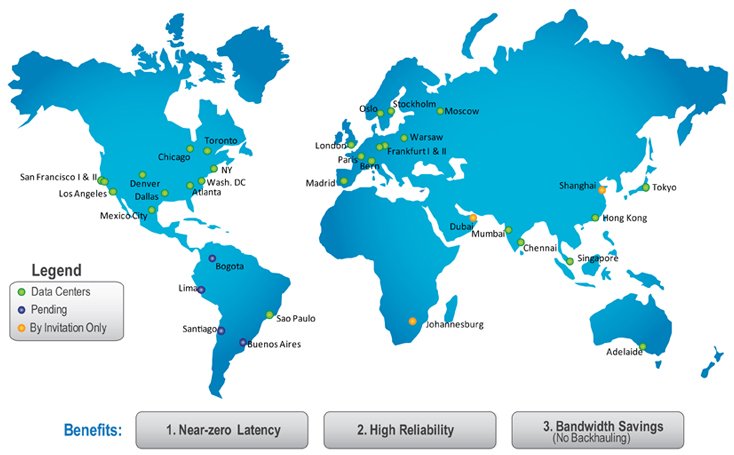 Oslo
Stockholm
Moscow
Toronto
Warsaw
London
Frankfurt I & II
Chicago
Paris
Bern
NY
San Francisco I & II
Denver
Wash. DC
Madrid
Shanghai
Tokyo
Los Angeles
Dallas
Atlanta
Mexico City
Dubai
Mumbai
Hong Kong
Chennai
Singapore
Bogota
Lima
Sao Paulo
Santiago
Johannesburg
Buenos Aires
Adelaide
Legend
Data Centers
Pending
By Invitation Only
Benefits:
1. Near-zero Latency
2. High Reliability
3. Bandwidth Savings
(No Backhauling)